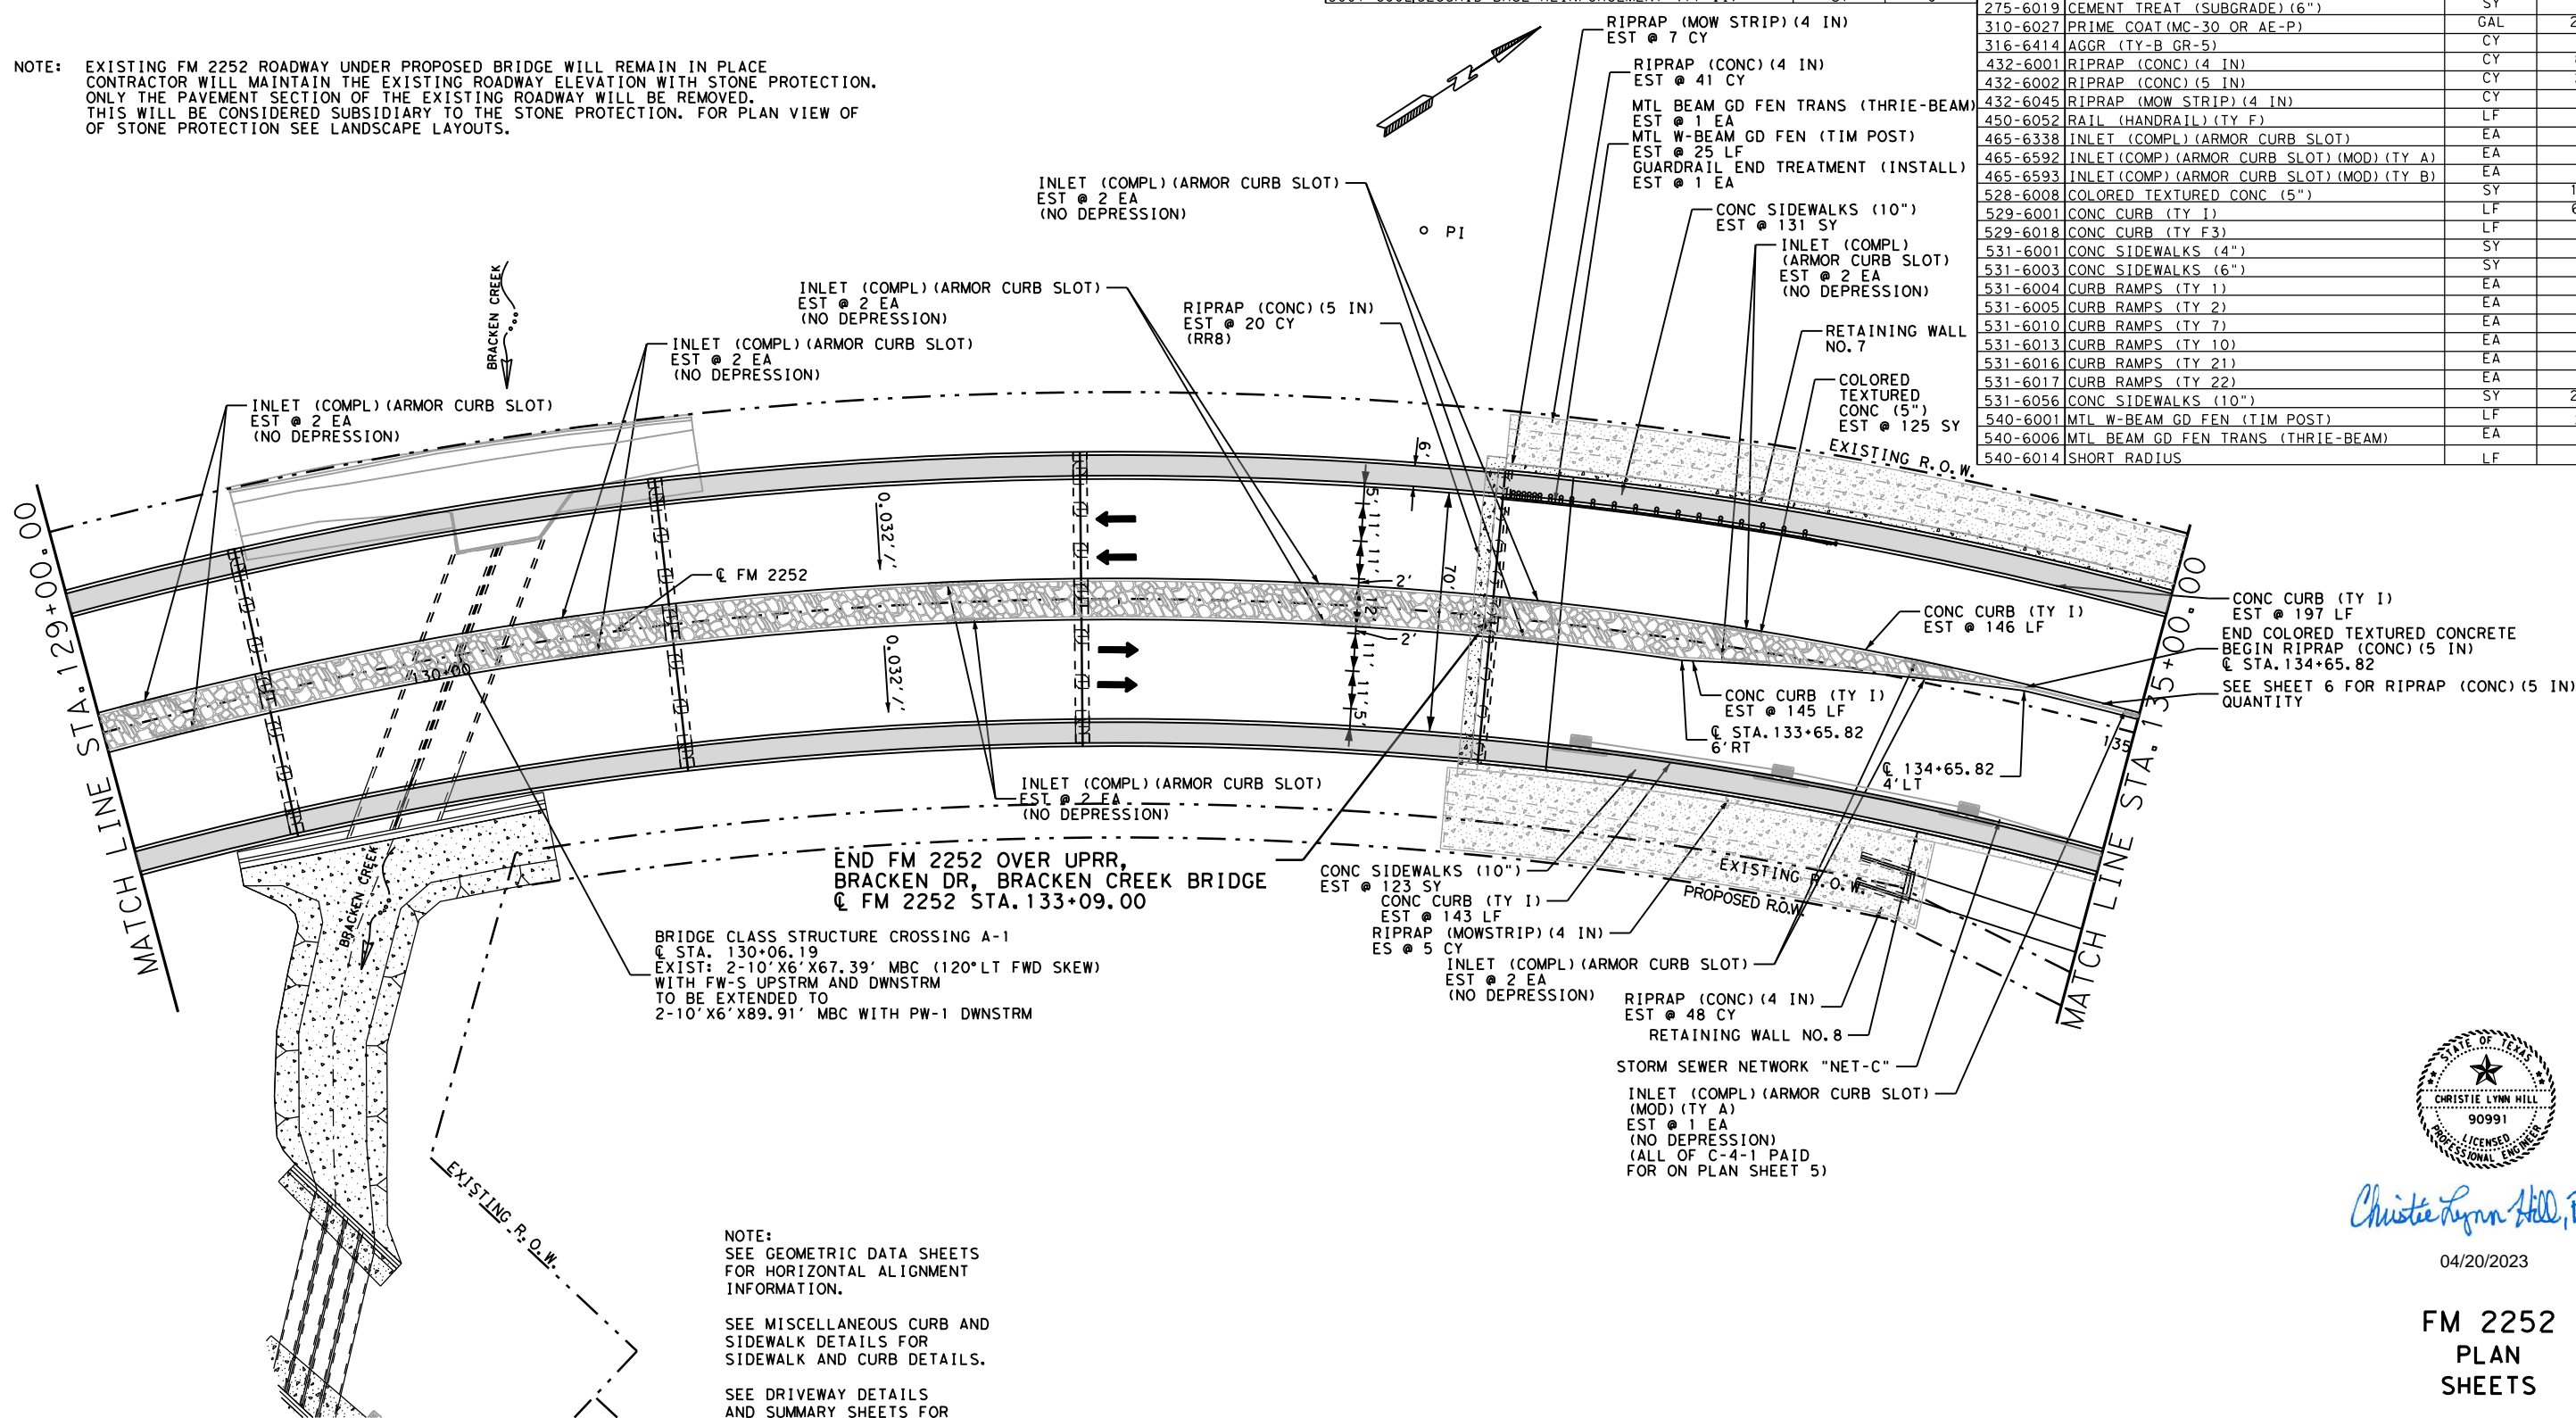 NOTE: EXISTING FM 2252 ROADWAY UNDER PROPOSED BRIDGE WILL REMAIN IN PLACE
CONTRACTOR WILL MAINTAIN THE EXISTING ROADWAY ELEVATION WITH STONE PROTECTION.
ONLY THE PAVEMENT SECTION OF THE EXISTING ROADWAY WILL BE REMOVED.
THIS WILL BE CONSIDERED SUBSIDIARY TO THE STONE PROTECTION. FOR PLAN VIEW OF
OF STONE PROTECTION SEE LANDSCAPE LAYOUTS.
275-6019 CEMENT TREAT (SUBGRADE)(6") SY
310-6027 PRIME COAT(MC-30 OR AE-P) GAL 2
316-6414 AGGR (TY-B GR-5) CY
432-6001 RIPRAP (CONC)(4 IN) CY
432-6002 RIPRAP (CONC)(5 IN) CY
432-6045 RIPRAP (MOW STRIP)(4 IN) CY
450-6052 RAIL (HANDRAIL)(TY F) LF
465-6338 INLET (COMPL)(ARMOR CURB SLOT) EA
465-6592 INLET(COMP)(ARMOR CURB SLOT)(MOD)(TY A) EA
465-6593 INLET(COMP)(ARMOR CURB SLOT)(MOD)(TY B) EA
528-6008 COLORED TEXTURED CONC (5") SY 1
529-6001 CONC CURB (TY I) LF 6
529-6018 CONC CURB (TY F3) LF
531-6001 CONC SIDEWALKS (4") SY
531-6003 CONC SIDEWALKS (6") SY
531-6004 CURB RAMPS (TY 1) EA
531-6005 CURB RAMPS (TY 2) EA
531-6010 CURB RAMPS (TY 7) EA
531-6013 CURB RAMPS (TY 10) EA
531-6016 CURB RAMPS (TY 21) EA
531-6017 CURB RAMPS (TY 22) EA
531-6056 CONC SIDEWALKS (10") SY 2
540-6001 MTL W-BEAM GD FEN (TIM POST) LF
540-6006 MTL BEAM GD FEN TRANS (THRIE-BEAM) EA
540-6014 SHORT RADIUS LF
RIPRAP (MOW STRIP)(4 IN)
EST @ 7 CY
RIPRAP (CONC)(4 IN)
EST @ 41 CY
MTL BEAM GD FEN TRANS (THRIE-BEAM)
EST @ 1 EA
MTL W-BEAM GD FEN (TIM POST)
EST @ 25 LF
GUARDRAIL END TREATMENT (INSTALL)
EST @ 1 EA
CONC SIDEWALKS (10")
EST @ 131 SY
INLET (COMPL)
(ARMOR CURB SLOT)
EST @ 2 EA
(NO DEPRESSION)
RETAINING WALL
NO.7
COLORED
TEXTURED
CONC (5")
EST @ 125 SY
EXISTING R.O.W.
N
PI
INLET (COMPL)(ARMOR CURB SLOT)
EST @ 2 EA
(NO DEPRESSION)
INLET (COMPL)(ARMOR CURB SLOT)
EST @ 2 EA
(NO DEPRESSION)
RIPRAP (CONC)(5 IN)
EST @ 20 CY
(RR8)
INLET (COMPL)(ARMOR CURB SLOT)
EST @ 2 EA
(NO DEPRESSION)
INLET (COMPL)(ARMOR CURB SLOT)
EST @ 2 EA
(NO DEPRESSION)
BRACKEN CREEK
MATCH LINE STA.129+00.00
130+00
℄ FM 2252
0.032'/'
0.032'/'
6'
5'
11'
11'
2'
12'
2'
11'
11'
5'
70'
CONC CURB (TY I)
EST @ 146 LF
CONC CURB (TY I)
EST @ 197 LF
END COLORED TEXTURED CONCRETE
BEGIN RIPRAP (CONC)(5 IN)
℄ STA.134+65.82
SEE SHEET 6 FOR RIPRAP (CONC)(5 IN)
QUANTITY
CONC CURB (TY I)
EST @ 145 LF
℄ STA.133+65.82
6'RT
℄ 134+65.82
4'LT
135
MATCH LINE STA. 135+00.00
INLET (COMPL)(ARMOR CURB SLOT)
EST @ 2 EA
(NO DEPRESSION)
END FM 2252 OVER UPRR,
BRACKEN DR, BRACKEN CREEK BRIDGE
℄ FM 2252 STA.133+09.00
CONC SIDEWALKS (10")
EST @ 123 SY
CONC CURB (TY I)
EST @ 143 LF
RIPRAP (MOWSTRIP)(4 IN)
ES @ 5 CY
INLET (COMPL)(ARMOR CURB SLOT)
EST @ 2 EA
(NO DEPRESSION)
RIPRAP (CONC)(4 IN)
EST @ 48 CY
RETAINING WALL NO.8
STORM SEWER NETWORK "NET-C"
INLET (COMPL)(ARMOR CURB SLOT)
(MOD)(TY A)
EST @ 1 EA
(NO DEPRESSION)
(ALL OF C-4-1 PAID
FOR ON PLAN SHEET 5)
EXISTING R.O.W.
PROPOSED R.O.W.
BRACKEN CREEK
BRIDGE CLASS STRUCTURE CROSSING A-1
℄ STA. 130+06.19
EXIST: 2-10'X6'X67.39' MBC (120°LT FWD SKEW)
WITH FW-S UPSTRM AND DWNSTRM
TO BE EXTENDED TO
2-10'X6'X89.91' MBC WITH PW-1 DWNSTRM
EXISTING R.O.W.
NOTE:
SEE GEOMETRIC DATA SHEETS
FOR HORIZONTAL ALIGNMENT
INFORMATION.
SEE MISCELLANEOUS CURB AND
SIDEWALK DETAILS FOR
SIDEWALK AND CURB DETAILS.
SEE DRIVEWAY DETAILS
AND SUMMARY SHEETS FOR
STATE OF TEXAS
CHRISTIE LYNN HILL
90991
LICENSED
PROFESSIONAL ENGINEER
Christie Lynn Hill,
04/20/2023
FM 2252
PLAN
SHEETS